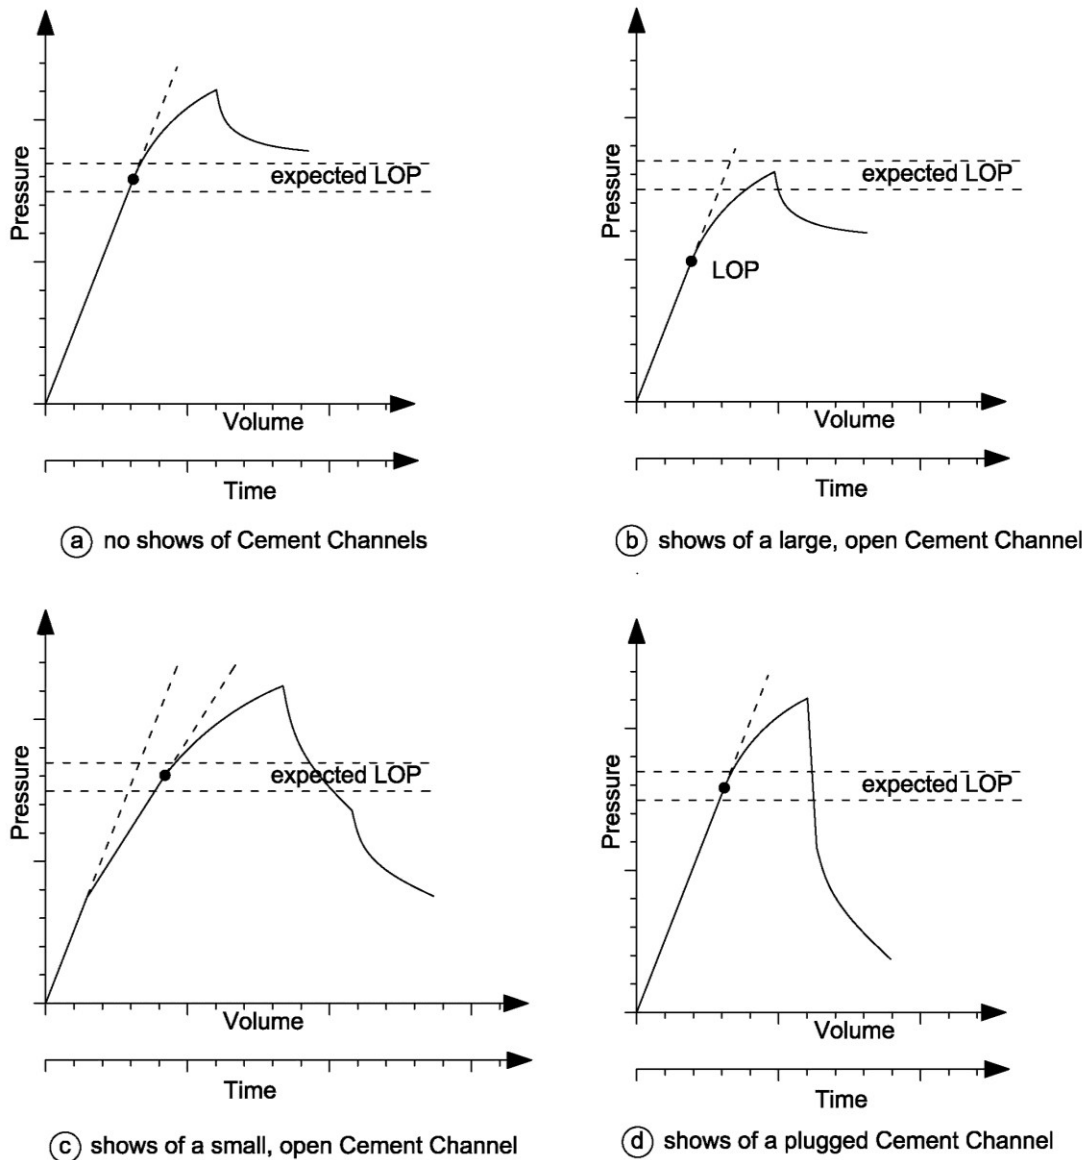 Pressure
expected LOP
Volume
Time
a no shows of Cement Channels
Pressure
expected LOP
LOP
Volume
Time
b shows of a large, open Cement Channel
Pressure
expected LOP
Volume
Time
c shows of a small, open Cement Channel
Pressure
expected LOP
Volume
Time
d shows of a plugged Cement Channel